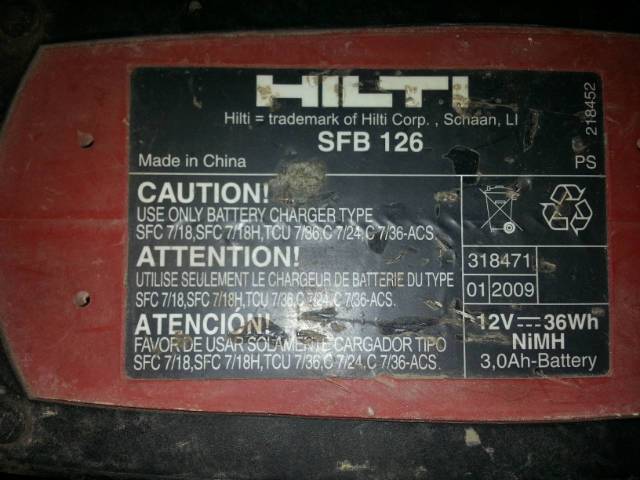 HILTI
Hilti = trademark of Hilti Corp. , Schaan, LI
SFB 126
Made in China
PS
218452
CAUTION!
USE ONLY BATTERY CHARGER TYPE
SFC 7/18,SFC 7/18H,TCU 7/36,C 7/24,C 7/36-ACS.
ATTENTION!
UTILISE SEULEMENT LE CHARGEUR DE BATTERIE DU TYPE
SFC 7/18,SFC 7/18H,TCU 7/36,C 7/24,C 7/36-ACS.
ATENCIÓN!
FAVOR DE USAR SOLAMENTE CARGADOR TIPO
SFC 7/18,SFC 7/18H,TCU 7/36,C 7/24,C 7/36-ACS.
318471
01 2009
12V⎓36Wh
NiMH
3,0Ah-Battery